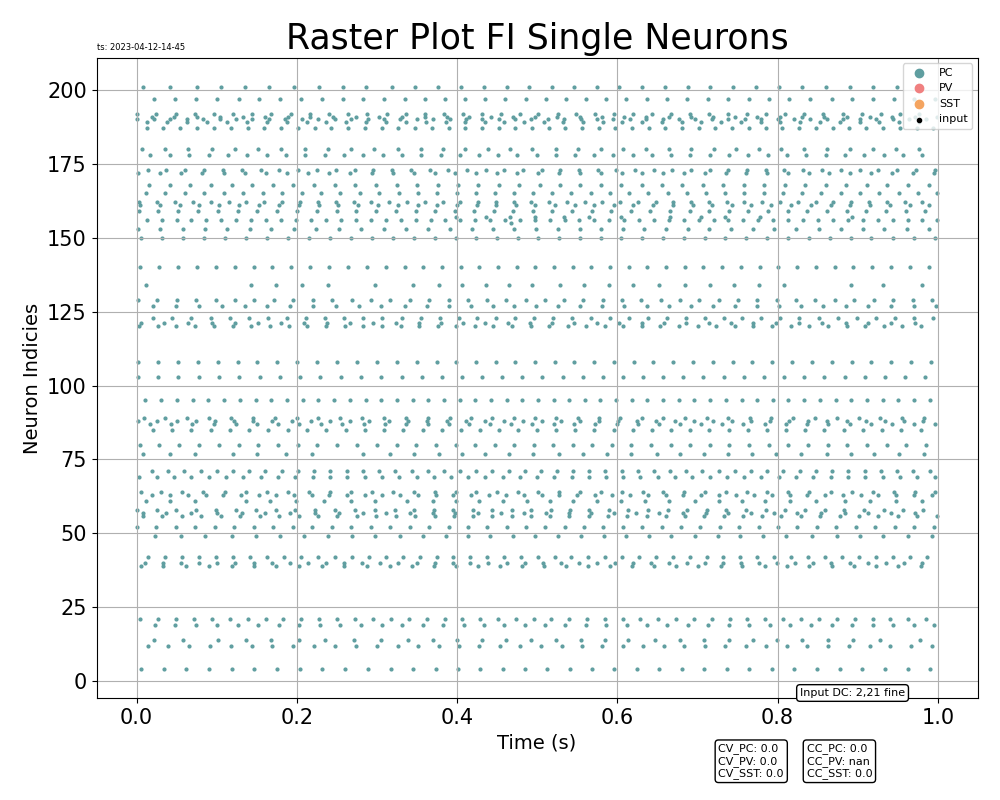 Raster Plot FI Single Neurons
ts: 2023-04-12-14-45
PC
PV
SST
input
200
175
150
125
100
75
50
25
0
Neuron Indicies
0.0 0.2 0.4 0.6 0.8 1.0
Time (s)
Input DC: 2,21 fine
CV_PC: 0.0
CV_PV: 0.0
CV_SST: 0.0
CC_PC: 0.0
CC_PV: nan
CC_SST: 0.0